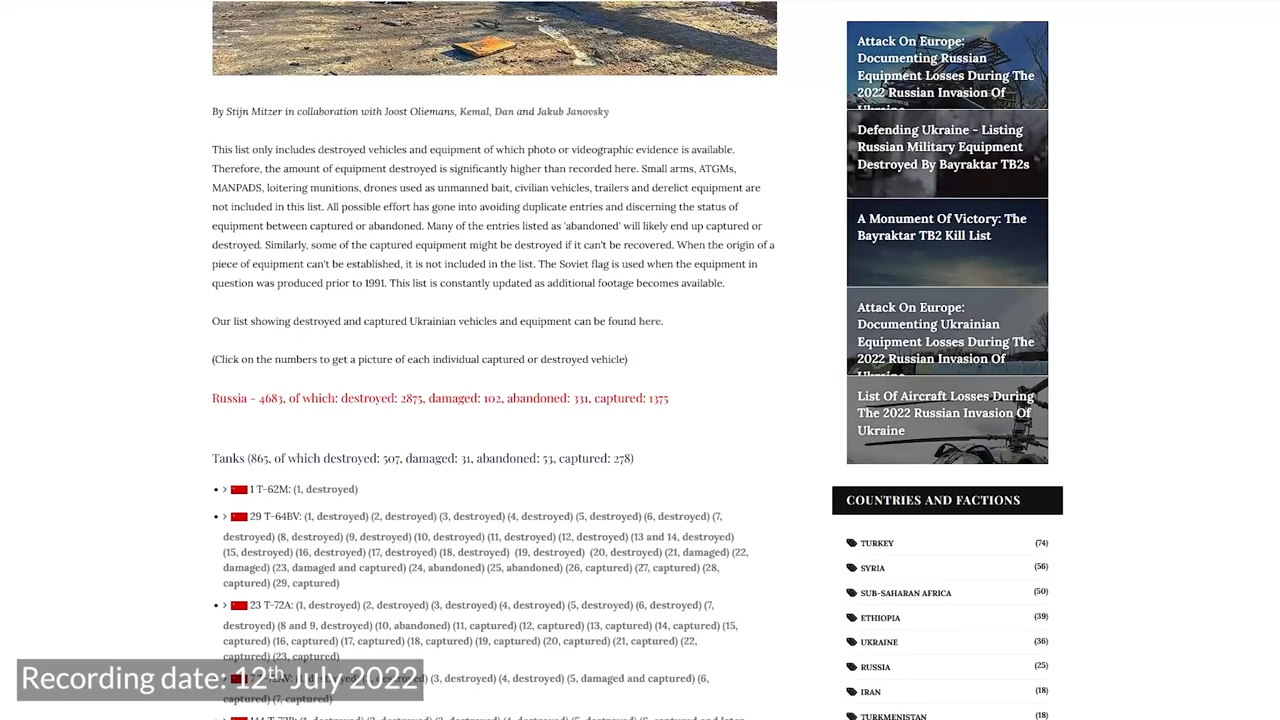 By Stijn Mitzer in collaboration with Joost Oliemans, Kemal, Dan and Jakub Janovsky
This list only includes destroyed vehicles and equipment of which photo or videographic evidence is available.
Therefore, the amount of equipment destroyed is significantly higher than recorded here. Small arms, ATGMs,
MANPADS, loitering munitions, drones used as unmanned bait, civilian vehicles, trailers and derelict equipment are
not included in this list. All possible effort has gone into avoiding duplicate entries and discerning the status of
equipment between captured or abandoned. Many of the entries listed as 'abandoned' will likely end up captured or
destroyed. Similarly, some of the captured equipment might be destroyed if it can't be recovered. When the origin of a
piece of equipment can't be established, it is not included in the list. The Soviet flag is used when the equipment in
question was produced prior to 1991. This list is constantly updated as additional footage becomes available.
Our list showing destroyed and captured Ukrainian vehicles and equipment can be found here.
(Click on the numbers to get a picture of each individual captured or destroyed vehicle)
Russia - 4683, of which: destroyed: 2875, damaged: 102, abandoned: 331, captured: 1375
Tanks (865, of which destroyed: 507, damaged: 31, abandoned: 53, captured: 278)
1 T-62M: (1, destroyed)
29 T-64BV: (1, destroyed) (2, destroyed) (3, destroyed) (4, destroyed) (5, destroyed) (6, destroyed) (7,
destroyed) (8, destroyed) (9, destroyed) (10, destroyed) (11, destroyed) (12, destroyed) (13 and 14, destroyed)
(15, destroyed) (16, destroyed) (17, destroyed) (18, destroyed) (19, destroyed) (20, destroyed) (21, damaged) (22,
damaged) (23, damaged and captured) (24, abandoned) (25, abandoned) (26, captured) (27, captured) (28,
captured) (29, captured)
23 T-72A: (1, destroyed) (2, destroyed) (3, destroyed) (4, destroyed) (5, destroyed) (6, destroyed) (7,
destroyed) (8 and 9, destroyed) (10, abandoned) (11, captured) (12, captured) (13, captured) (14, captured) (15,
captured) (16, captured) (17, captured) (18, captured) (19, captured) (20, captured) (21, captured) (22,
captured) (23, captured)
(3, destroyed) (4, destroyed) (5, damaged and captured) (6,
captured) (7, captured)
Recording date: 12th July 2022
Attack On Europe:
Documenting Russian
Equipment Losses During The
2022 Russian Invasion Of
Ukraine
Defending Ukraine - Listing
Russian Military Equipment
Destroyed By Bayraktar TB2s
A Monument Of Victory: The
Bayraktar TB2 Kill List
Attack On Europe:
Documenting Ukrainian
Equipment Losses During The
2022 Russian Invasion Of
Ukraine
List Of Aircraft Losses During
The 2022 Russian Invasion Of
Ukraine
COUNTRIES AND FACTIONS
TURKEY (74)
SYRIA (56)
SUB-SAHARAN AFRICA (50)
ETHIOPIA (39)
UKRAINE (36)
RUSSIA (25)
IRAN (18)
TURKMENISTAN (18)